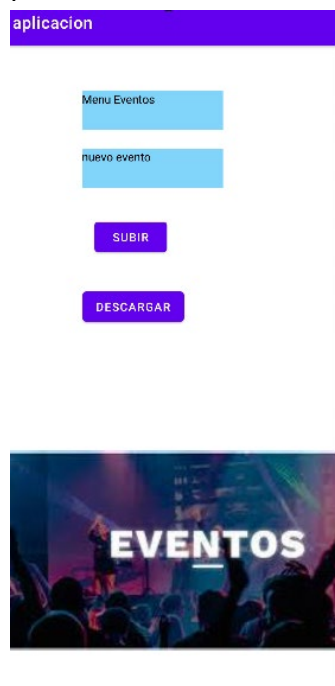 aplicacion
Menu Eventos
nuevo evento
SUBIR
DESCARGAR
EVENTOS